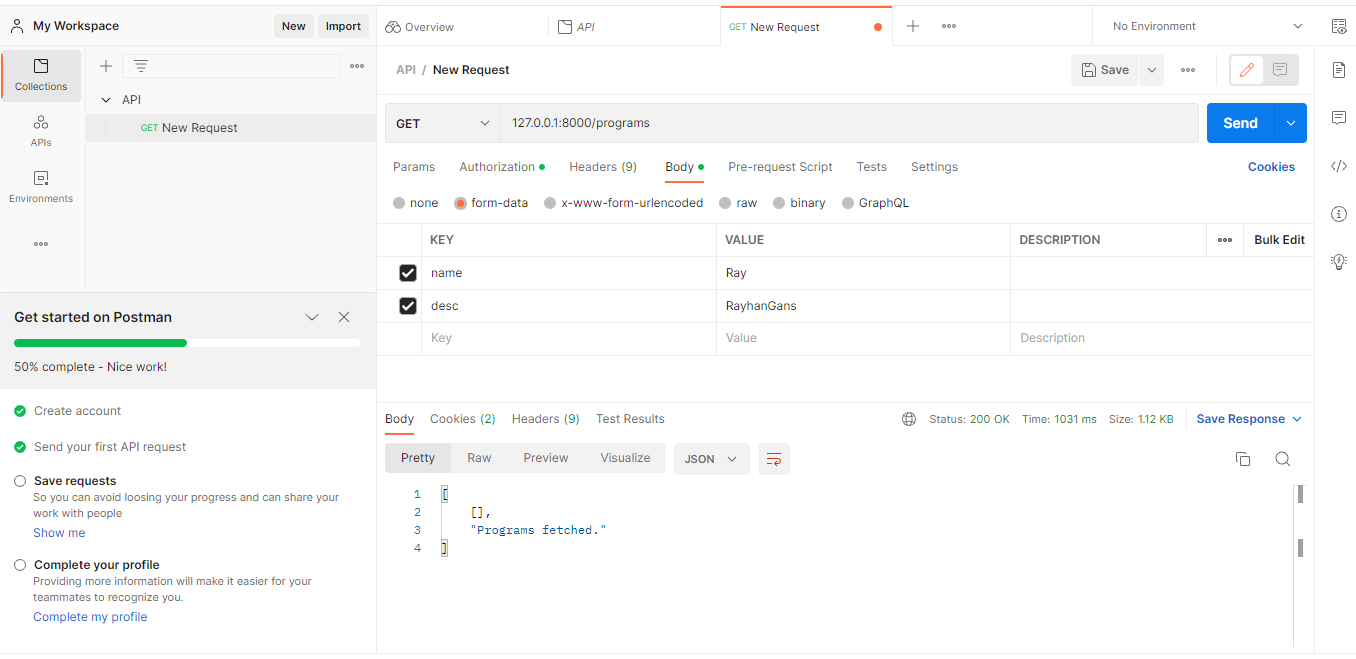 My Workspace
New
Import
Overview
API
GET New Request
No Environment
Collections
APIs
Environments
API
GET New Request
API / New Request
Save
GET
127.0.0.1:8000/programs
Send
Params
Authorization
Headers (9)
Body
Pre-request Script
Tests
Settings
Cookies
none
form-data
x-www-form-urlencoded
raw
binary
GraphQL
KEY
VALUE
DESCRIPTION
Bulk Edit
name
Ray
desc
RayhanGans
Key
Value
Description
Get started on Postman
50% complete - Nice work!
Create account
Send your first API request
Save requests
So you can avoid loosing your progress and can share your
work with people
Show me
Complete your profile
Providing more information will make it easier for your
teammates to recognize you.
Complete my profile
Body
Cookies (2)
Headers (9)
Test Results
Status: 200 OK
Time: 1031 ms
Size: 1.12 KB
Save Response
Pretty
Raw
Preview
Visualize
JSON
1 [
2 [],
3 "Programs fetched."
4 ]